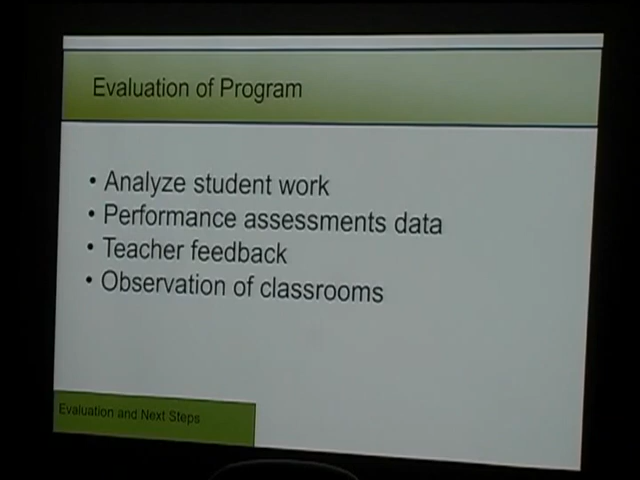 Evaluation of Program
• Analyze student work
• Performance assessments data
• Teacher feedback
• Observation of classrooms
Evaluation and Next Steps